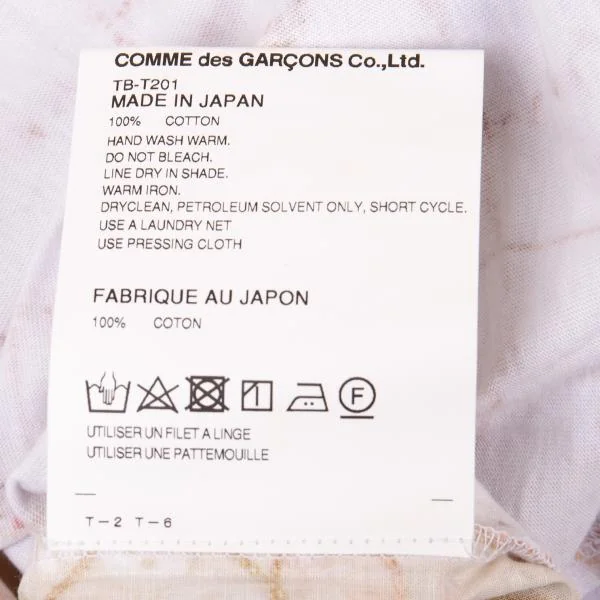 COMME des GARÇONS Co.,Ltd.
TB-T201
MADE IN JAPAN
100% COTTON
HAND WASH WARM.
DO NOT BLEACH.
LINE DRY IN SHADE.
WARM IRON.
DRYCLEAN, PETROLEUM SOLVENT ONLY, SHORT CYCLE.
USE A LAUNDRY NET
USE PRESSING CLOTH
FABRIQUE AU JAPON
100% COTON
F
UTILISER UN FILET A LINGE
UTILISER UNE PATTEMOUILLE
T-2 T-6